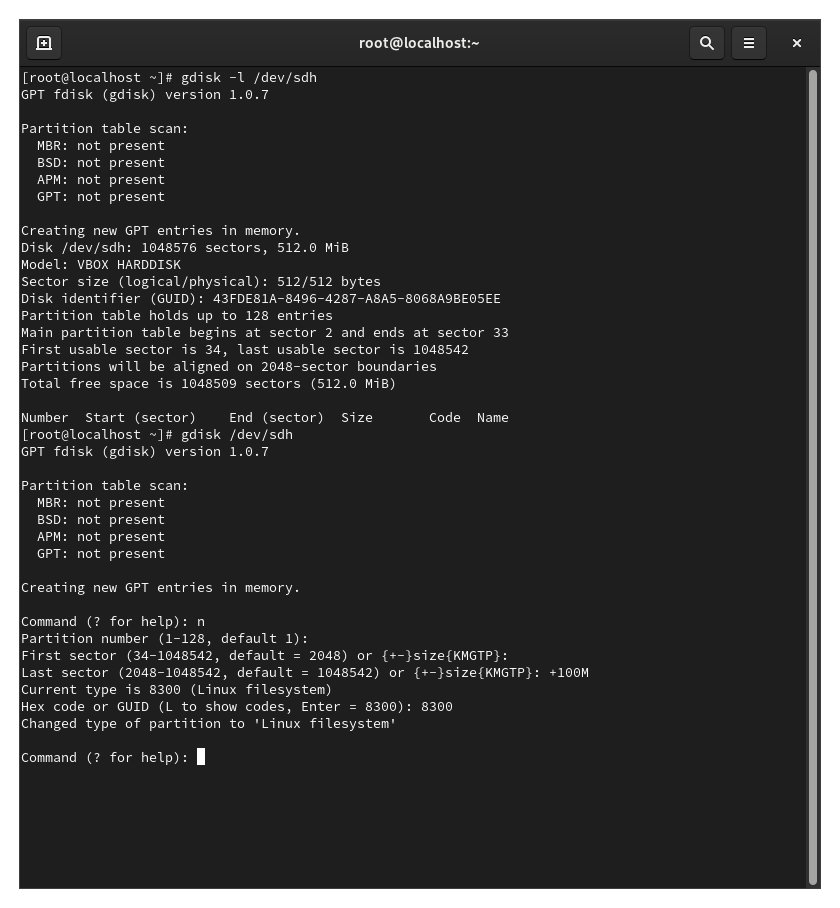 root@localhost:~
[root@localhost ~]# gdisk -l /dev/sdh
GPT fdisk (gdisk) version 1.0.7
Partition table scan:
  MBR: not present
  BSD: not present
  APM: not present
  GPT: not present
Creating new GPT entries in memory.
Disk /dev/sdh: 1048576 sectors, 512.0 MiB
Model: VBOX HARDDISK
Sector size (logical/physical): 512/512 bytes
Disk identifier (GUID): 43FDE81A-8496-4287-A8A5-8068A9BE05EE
Partition table holds up to 128 entries
Main partition table begins at sector 2 and ends at sector 33
First usable sector is 34, last usable sector is 1048542
Partitions will be aligned on 2048-sector boundaries
Total free space is 1048509 sectors (512.0 MiB)
Number  Start (sector)    End (sector)  Size       Code  Name
[root@localhost ~]# gdisk /dev/sdh
GPT fdisk (gdisk) version 1.0.7
Partition table scan:
  MBR: not present
  BSD: not present
  APM: not present
  GPT: not present
Creating new GPT entries in memory.
Command (? for help): n
Partition number (1-128, default 1):
First sector (34-1048542, default = 2048) or {+-}size{KMGTP}:
Last sector (2048-1048542, default = 1048542) or {+-}size{KMGTP}: +100M
Current type is 8300 (Linux filesystem)
Hex code or GUID (L to show codes, Enter = 8300): 8300
Changed type of partition to 'Linux filesystem'
Command (? for help):